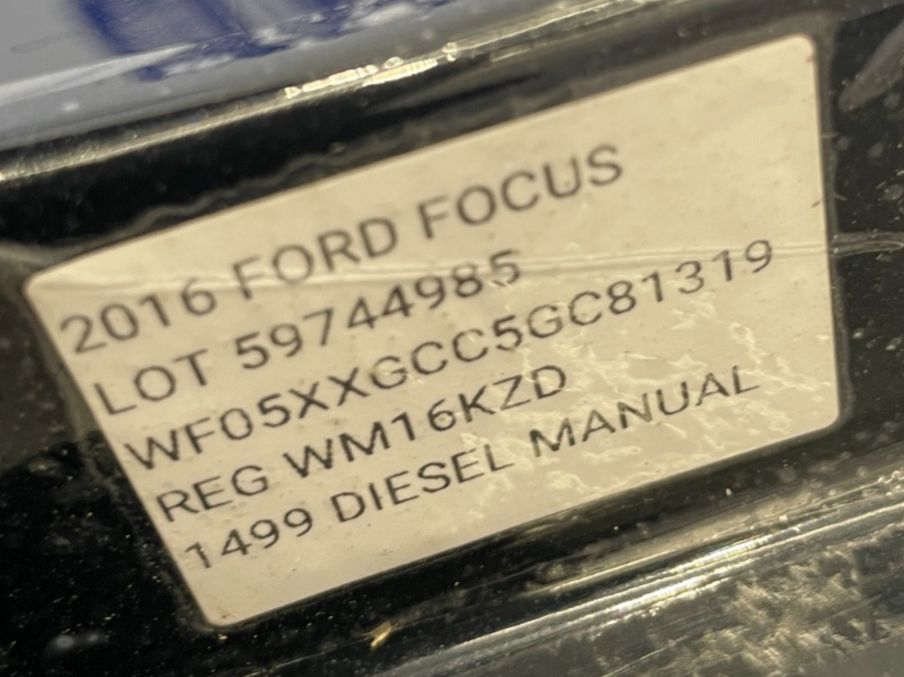 2016 FORD FOCUS
LOT 59744985
WF05XXGCC5GC81319
REG WM16KZD
1499 DIESEL MANUAL